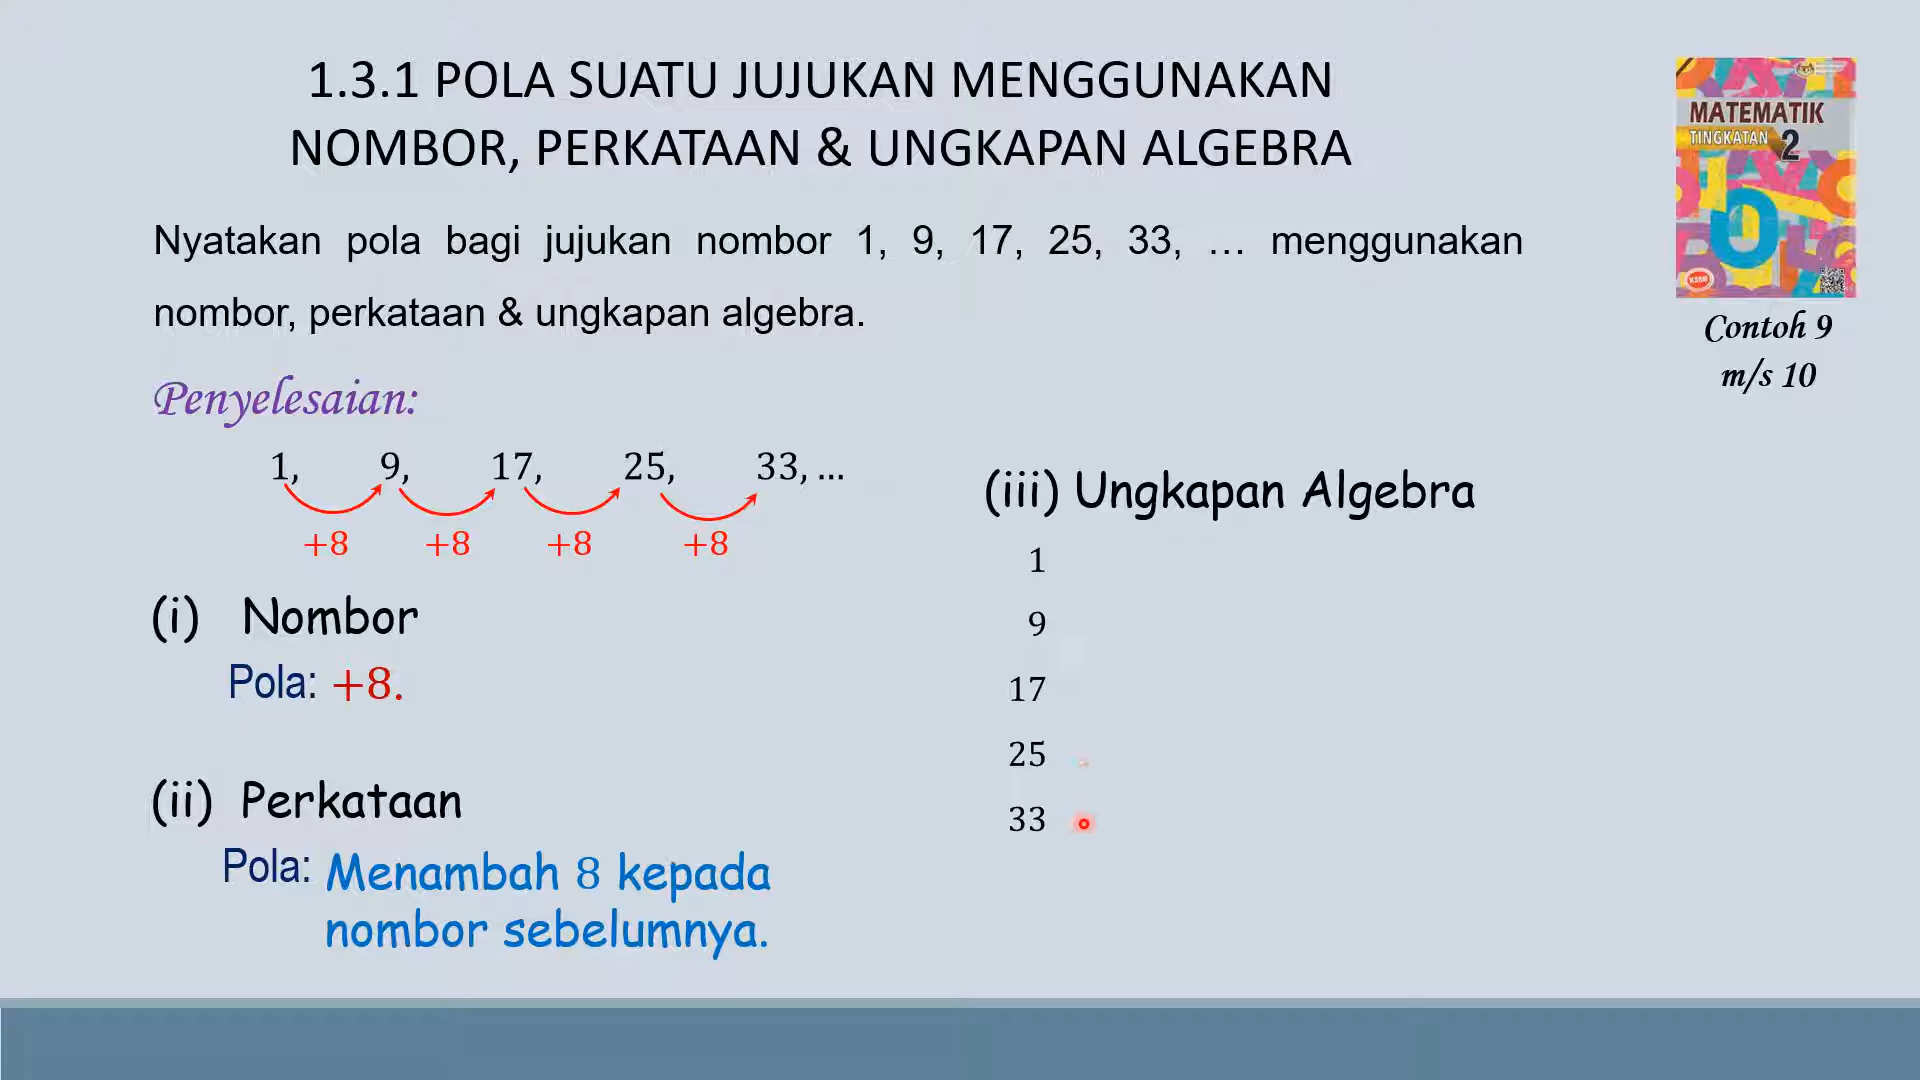 1.3.1 POLA SUATU JUJUKAN MENGGUNAKAN
NOMBOR, PERKATAAN & UNGKAPAN ALGEBRA
MATEMATIK
TINGKATAN 2
KSSM
Contoh 9
m/s 10
Nyatakan pola bagi jujukan nombor 1, 9, 17, 25, 33, … menggunakan
nombor, perkataan & ungkapan algebra.
Penyelesaian:
1, 9, 17, 25, 33, …
+8 +8 +8 +8
(i) Nombor
Pola: +8.
(ii) Perkataan
Pola: Menambah 8 kepada
nombor sebelumnya.
(iii) Ungkapan Algebra
1
9
17
25
33